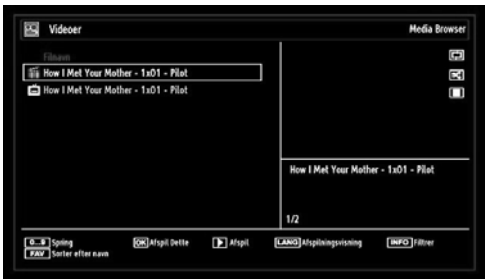 Videoer
Media Browser
Filnavn
How I Met Your Mother - 1x01 - Pilot
How I Met Your Mother - 1x01 - Pilot
How I Met Your Mother - 1x01 - Pilot
1/2
0...9 Spring
OK Afspil Dette
Afspil
LANG Afspilningsvisning
INFO Filtrer
FAV Sorter efter navn